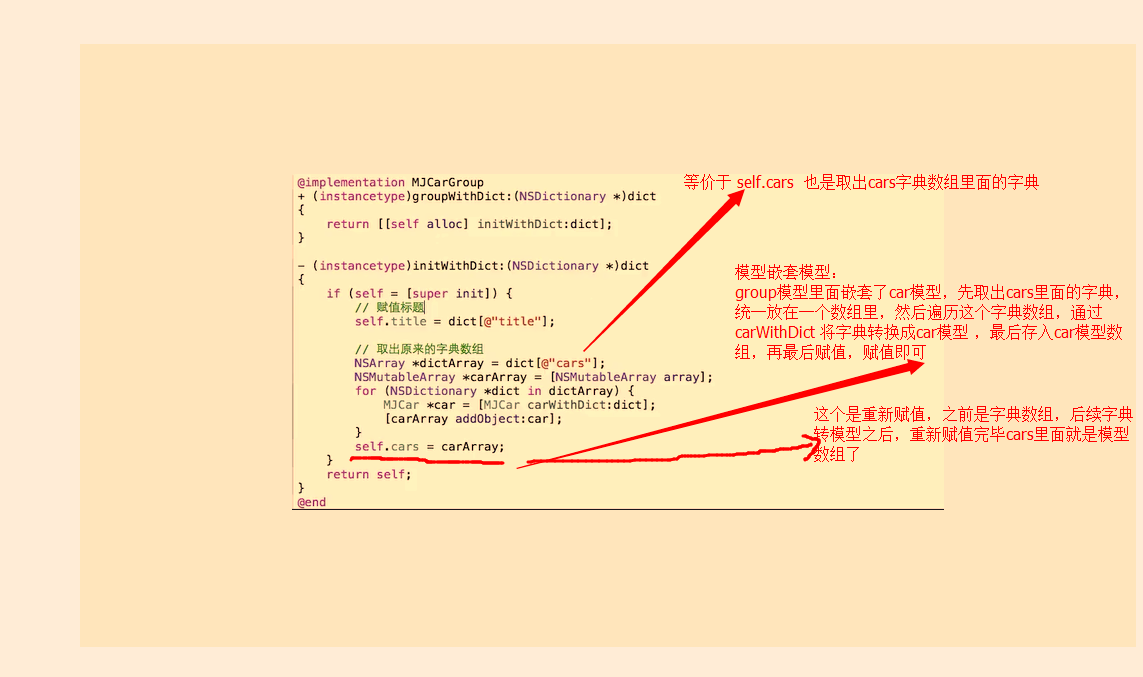 @implementation MJCarGroup
+ (instancetype)groupWithDict:(NSDictionary *)dict
{
    return [[self alloc] initWithDict:dict];
}
- (instancetype)initWithDict:(NSDictionary *)dict
{
    if (self = [super init]) {
        // 赋值标题
        self.title = dict[@"title"];
        // 取出原来的字典数组
        NSArray *dictArray = dict[@"cars"];
        NSMutableArray *carArray = [NSMutableArray array];
        for (NSDictionary *dict in dictArray) {
            MJCar *car = [MJCar carWithDict:dict];
            [carArray addObject:car];
        }
        self.cars = carArray;
    }
    return self;
}
@end
等价于 self.cars 也是取出cars字典数组里面的字典
模型嵌套模型：
group模型里面嵌套了car模型，先取出cars里面的字典，
统一放在一个数组里，然后遍历这个字典数组，通过
carWithDict 将字典转换成car模型 ，最后存入car模型数
组，再最后赋值，赋值即可
这个是重新赋值，之前是字典数组，后续字典
转模型之后，重新赋值完毕cars里面就是模型
数组了